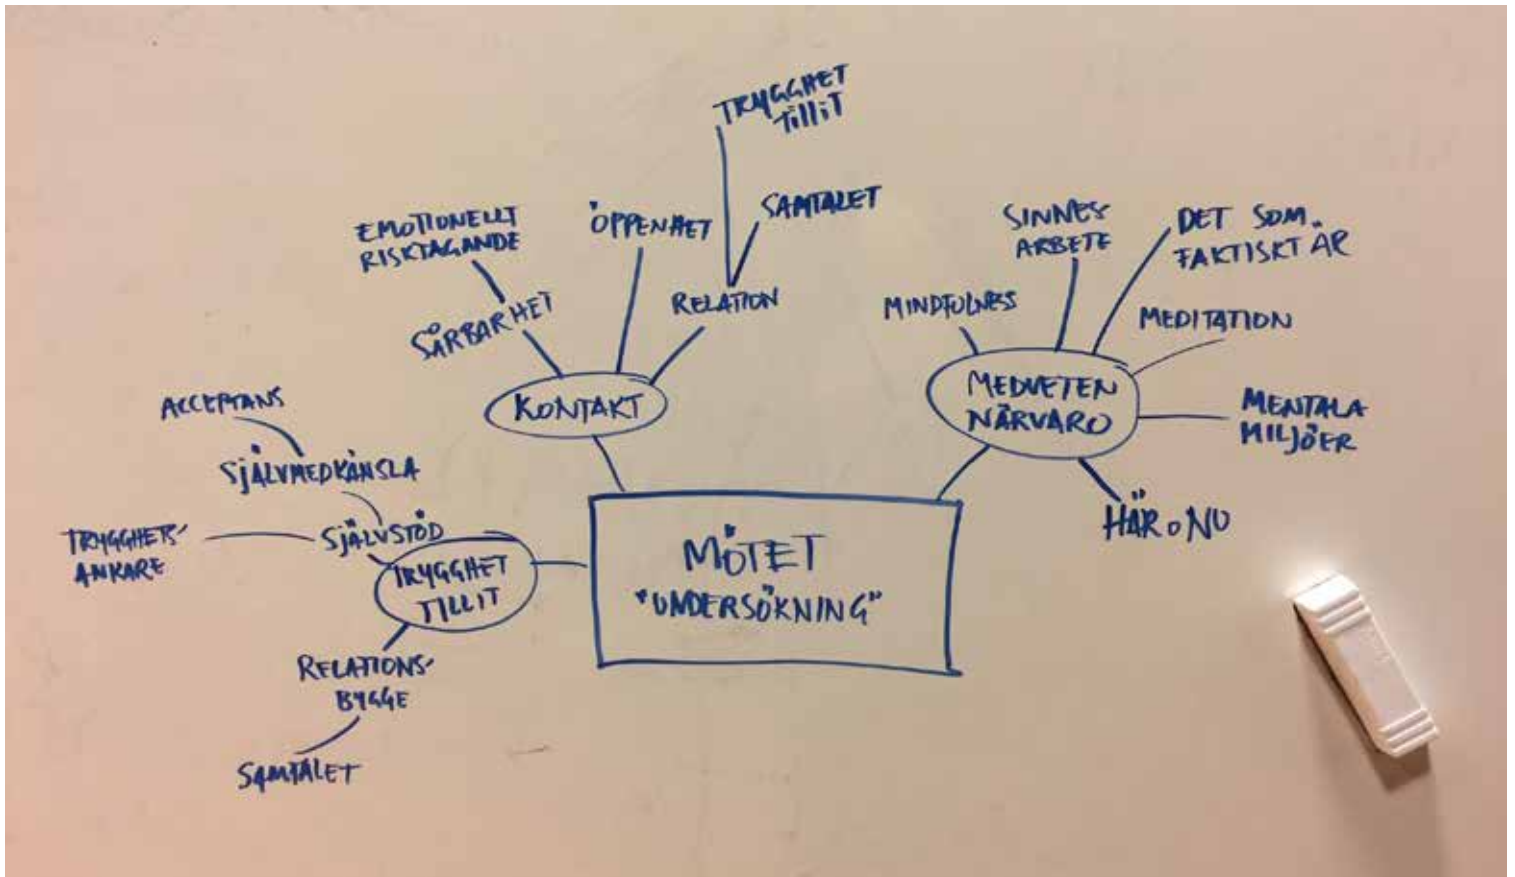 TRYGGHET
TILLIT
EMOTIONELLT
RISKTAGANDE
ÖPPENHET
SAMTALET
SÅRBARHET
RELATION
KONTAKT
SINNES-
ARBETE
DET SOM
FAKTISKT ÄR
MINDFULNESS
MEDITATION
MEDVETEN
NÄRVARO
MENTALA
MILJÖER
HÄR O NU
ACCEPTANS
SJÄLVMEDKÄNSLA
TRYGGHETS-
ANKARE
SJÄLVSTÖD
TRYGGHET
TILLIT
RELATIONS-
BYGGE
SAMTALET
MÖTET
"UNDERSÖKNING"